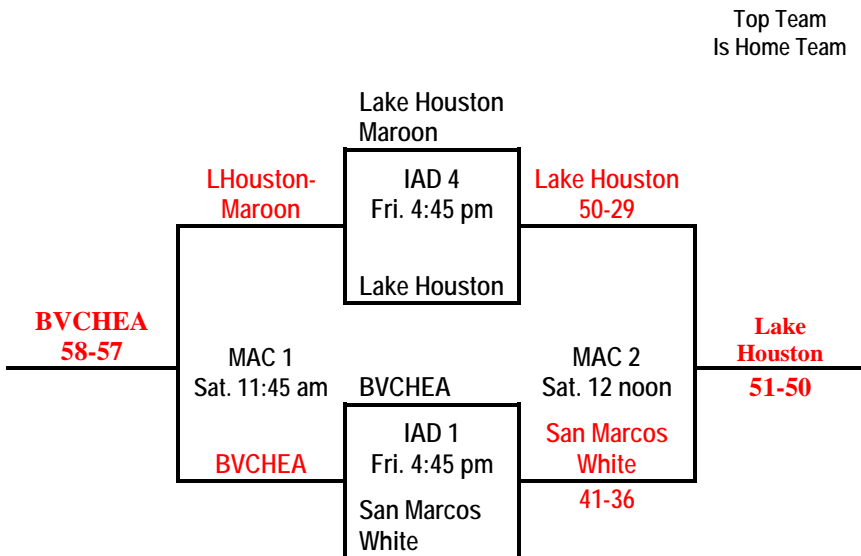 Top Team
Is Home Team
Lake Houston
Maroon
LHouston-
Maroon
IAD 4
Fri. 4:45 pm
Lake Houston
50-29
Lake Houston
BVCHEA
58-57
MAC 1
Sat. 11:45 am
MAC 2
Sat. 12 noon
Lake
Houston
51-50
BVCHEA
BVCHEA
IAD 1
Fri. 4:45 pm
San Marcos
White
41-36
San Marcos
White